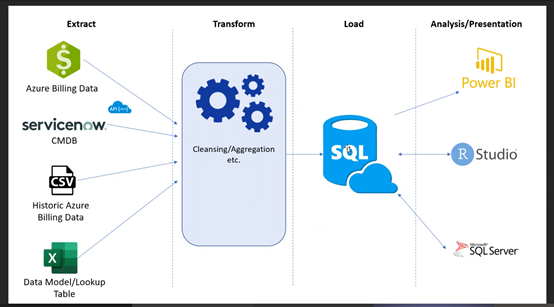 Extract
Transform
Load
Analysis/Presentation
$
Azure Billing Data
API
servicenow
CMDB
CSV
Historic Azure
Billing Data
X
Data Model/Lookup
Table
Cleansing/Aggregation
etc.
SQL
Power BI
R Studio
Microsoft
SQL Server